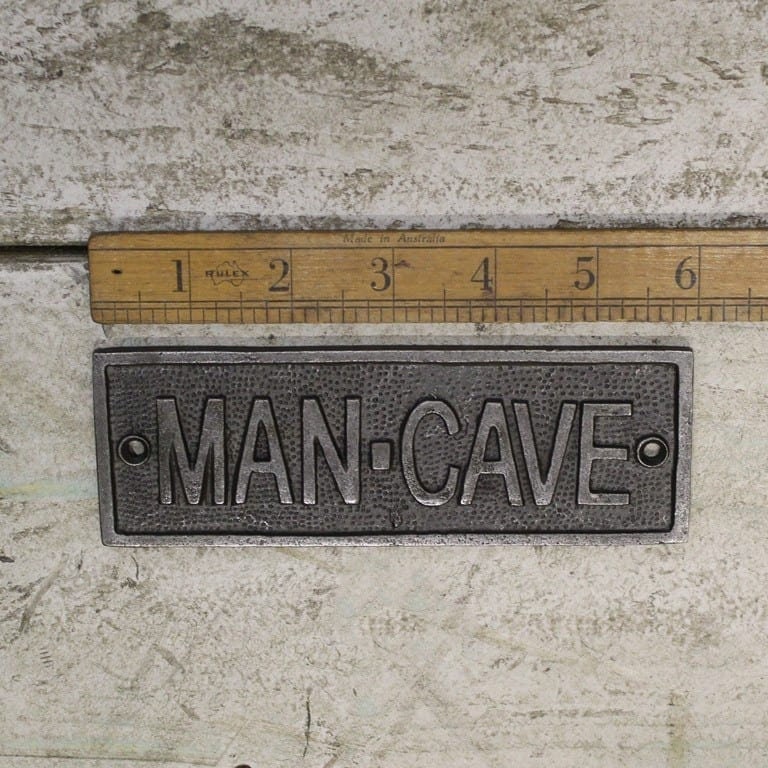 Made in Australia
1 RULEX 2 3 4 5 6
MAN·CAVE